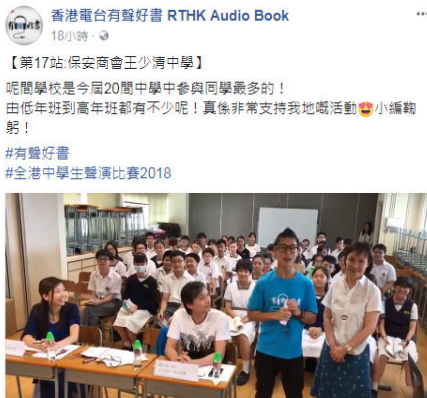 香港電台有聲好書 RTHK Audio Book
18小時 ·
【第17站:保安商會王少清中學】
呢間學校是今屆20間中學中參與同學最多的！
由低年班到高年班都有不少呢！真係非常支持我地嘅活動😍小編鞠
躬！
#有聲好書
#全港中學生聲演比賽2018